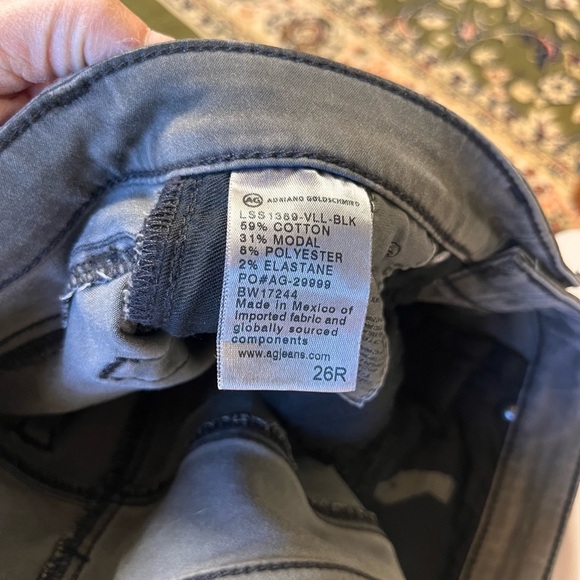 AG ADRIANO GOLDSCHMIED
LSS1389-VLL-BLK
59% COTTON
31% MODAL
8% POLYESTER
2% ELASTANE
PO#AG-29999
BW17244
Made in Mexico of
imported fabric and
globally sourced
components
www.agjeans.com
26R